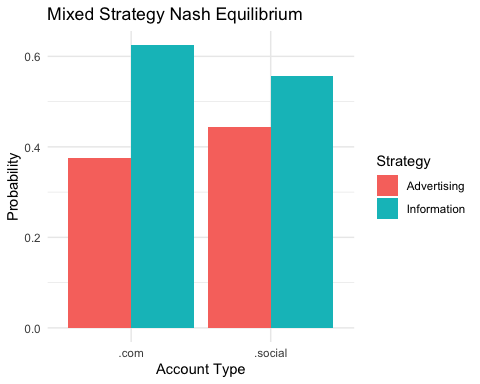 Mixed Strategy Nash Equilibrium
Probability
0.6
0.4
0.2
0.0
.com
.social
Account Type
Strategy
Advertising
Information